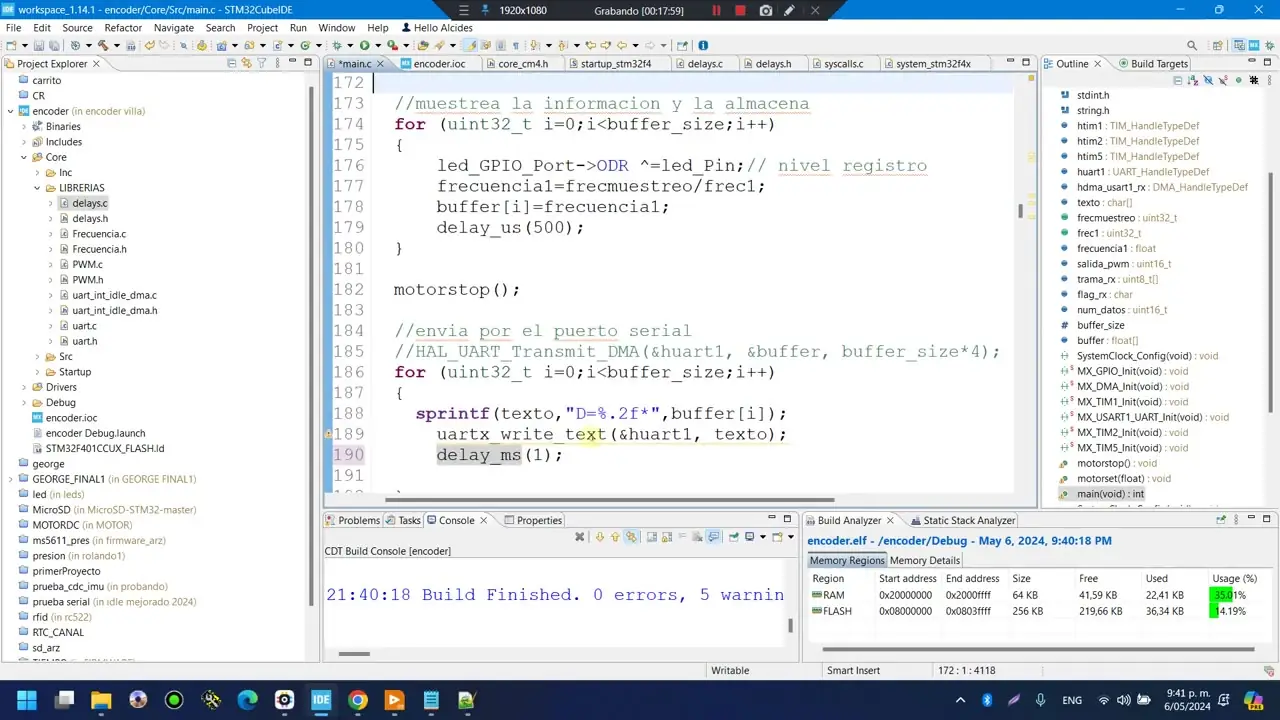 workspace_1.14.1 - encoder/Core/Src/main.c - STM32CubeIDE
1920x1080
Grabando [00:17:59]
File Edit Source Refactor Navigate Search Project Run Window Help Hello Alcides
Project Explorer
carrito
CR
encoder (in encoder villa)
Binaries
Includes
Core
Inc
LIBRERIAS
delays.c
delays.h
Frecuencia.c
Frecuencia.h
PWM.c
PWM.h
uart_int_idle_dma.c
uart_int_idle_dma.h
uart.c
uart.h
Src
Startup
Drivers
Debug
encoder.ioc
encoder Debug.launch
STM32F401CCUX_FLASH.ld
george
GEORGE_FINAL1 (in GEORGE FINAL1)
led (in leds)
MicroSD (in MicroSD-STM32-master)
MOTORDC (in MOTOR)
ms5611_pres (in firmware_arz)
presion (in rolando1)
primerProyecto
prueba_cdc_imu (in probando)
prueba serial (in idle mejorado 2024)
rfid (in rc522)
RTC_CANAL
sd_arz
*main.c encoder.ioc core_cm4.h startup_stm32f4 delays.c delays.h syscalls.c system_stm32f4x
172
173 //muestrea la informacion y la almacena
174 for (uint32_t i=0;i<buffer_size;i++)
175 {
176 led_GPIO_Port->ODR ^=led_Pin;// nivel registro
177 frecuencia1=frecmuestreo/frec1;
178 buffer[i]=frecuencia1;
179 delay_us(500);
180 }
181
182 motorstop();
183
184 //envia por el puerto serial
185 //HAL_UART_Transmit_DMA(&huart1, &buffer, buffer_size*4);
186 for (uint32_t i=0;i<buffer_size;i++)
187 {
188 sprintf(texto,"D=%.2f*",buffer[i]);
189 uartx_write_text(&huart1, texto);
190 delay_ms(1);
191
Outline Build Targets
stdint.h
string.h
htim1 : TIM_HandleTypeDef
htim2 : TIM_HandleTypeDef
htim5 : TIM_HandleTypeDef
huart1 : UART_HandleTypeDef
hdma_usart1_rx : DMA_HandleTypeDef
texto : char[]
frecmuestreo : uint32_t
frec1 : uint32_t
frecuencia1 : float
salida_pwm : uint16_t
trama_rx : uint8_t[]
flag_rx : char
num_datos : uint16_t
buffer_size
buffer : float[]
SystemClock_Config(void) : void
MX_GPIO_Init(void) : void
MX_DMA_Init(void) : void
MX_TIM1_Init(void) : void
MX_USART1_UART_Init(void) : void
MX_TIM2_Init(void) : void
MX_TIM5_Init(void) : void
motorstop() : void
motorset(float) : void
main(void) : int
Problems Tasks Console Properties
CDT Build Console [encoder]
21:40:18 Build Finished. 0 errors, 5 warnin
Build Analyzer Static Stack Analyzer
encoder.elf - /encoder/Debug - May 6, 2024, 9:40:18 PM
Memory Regions Memory Details
Region Start address End address Size Free Used Usage (%)
RAM 0x20000000 0x2000ffff 64 KB 41,59 KB 22,41 KB 35.01%
FLASH 0x08000000 0x0803ffff 256 KB 219,66 KB 36,34 KB 14.19%
Writable Smart Insert 172 : 1 : 4118
IDE
ENG
9:41 p. m.
6/05/2024